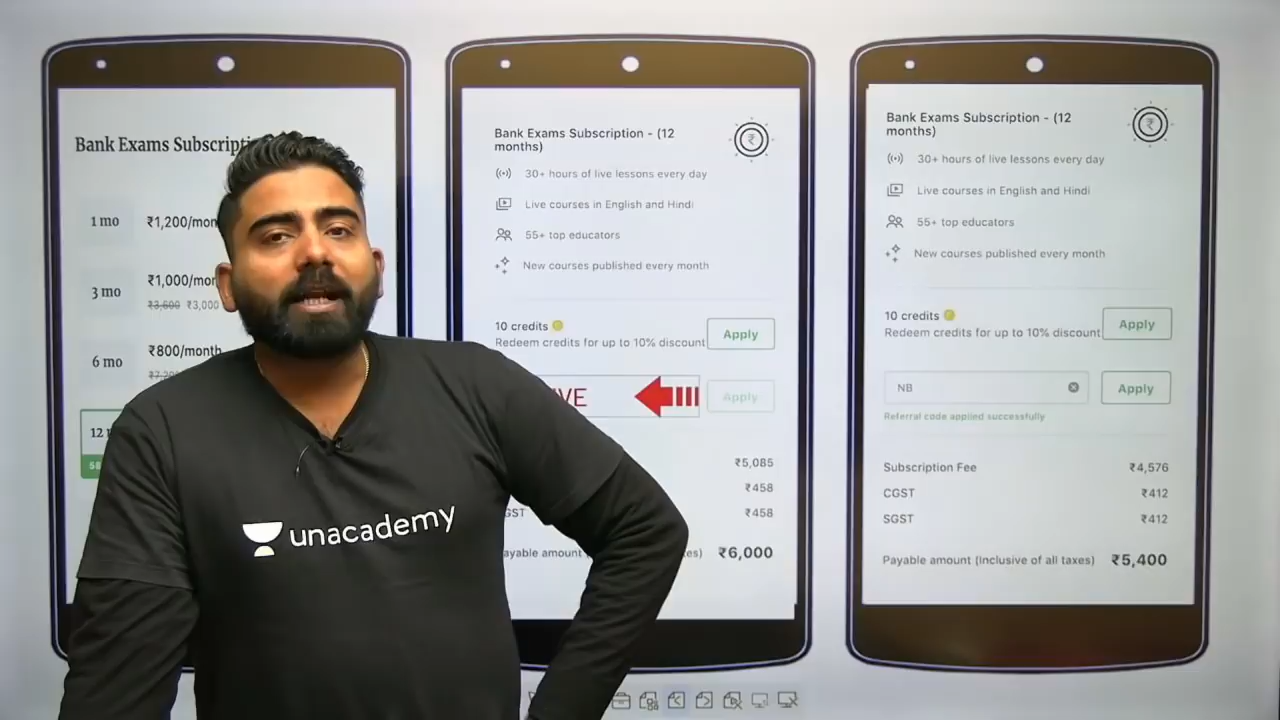 Bank Exams
1 mo
₹1,200/mon
3 mo
₹1,000/mon
₹3,600 ₹3,000
6 mo
₹800/month
12
58
Bank Exams Subscription - (12
months)
30+ hours of live lessons every day
Live courses in English and Hindi
55+ top educators
New courses published every month
10 credits
Redeem credits for up to 10% discount
Apply
Apply
₹5,085
₹458
₹458
ayable amount
es)
₹6,000
Bank Exams Subscription - (12
months)
30+ hours of live lessons every day
Live courses in English and Hindi
55+ top educators
New courses published every month
10 credits
Redeem credits for up to 10% discount
Apply
NB
Apply
Referral code applied successfully
Subscription Fee ₹4,576
CGST ₹412
SGST ₹412
Payable amount (Inclusive of all taxes) ₹5,400
unacademy